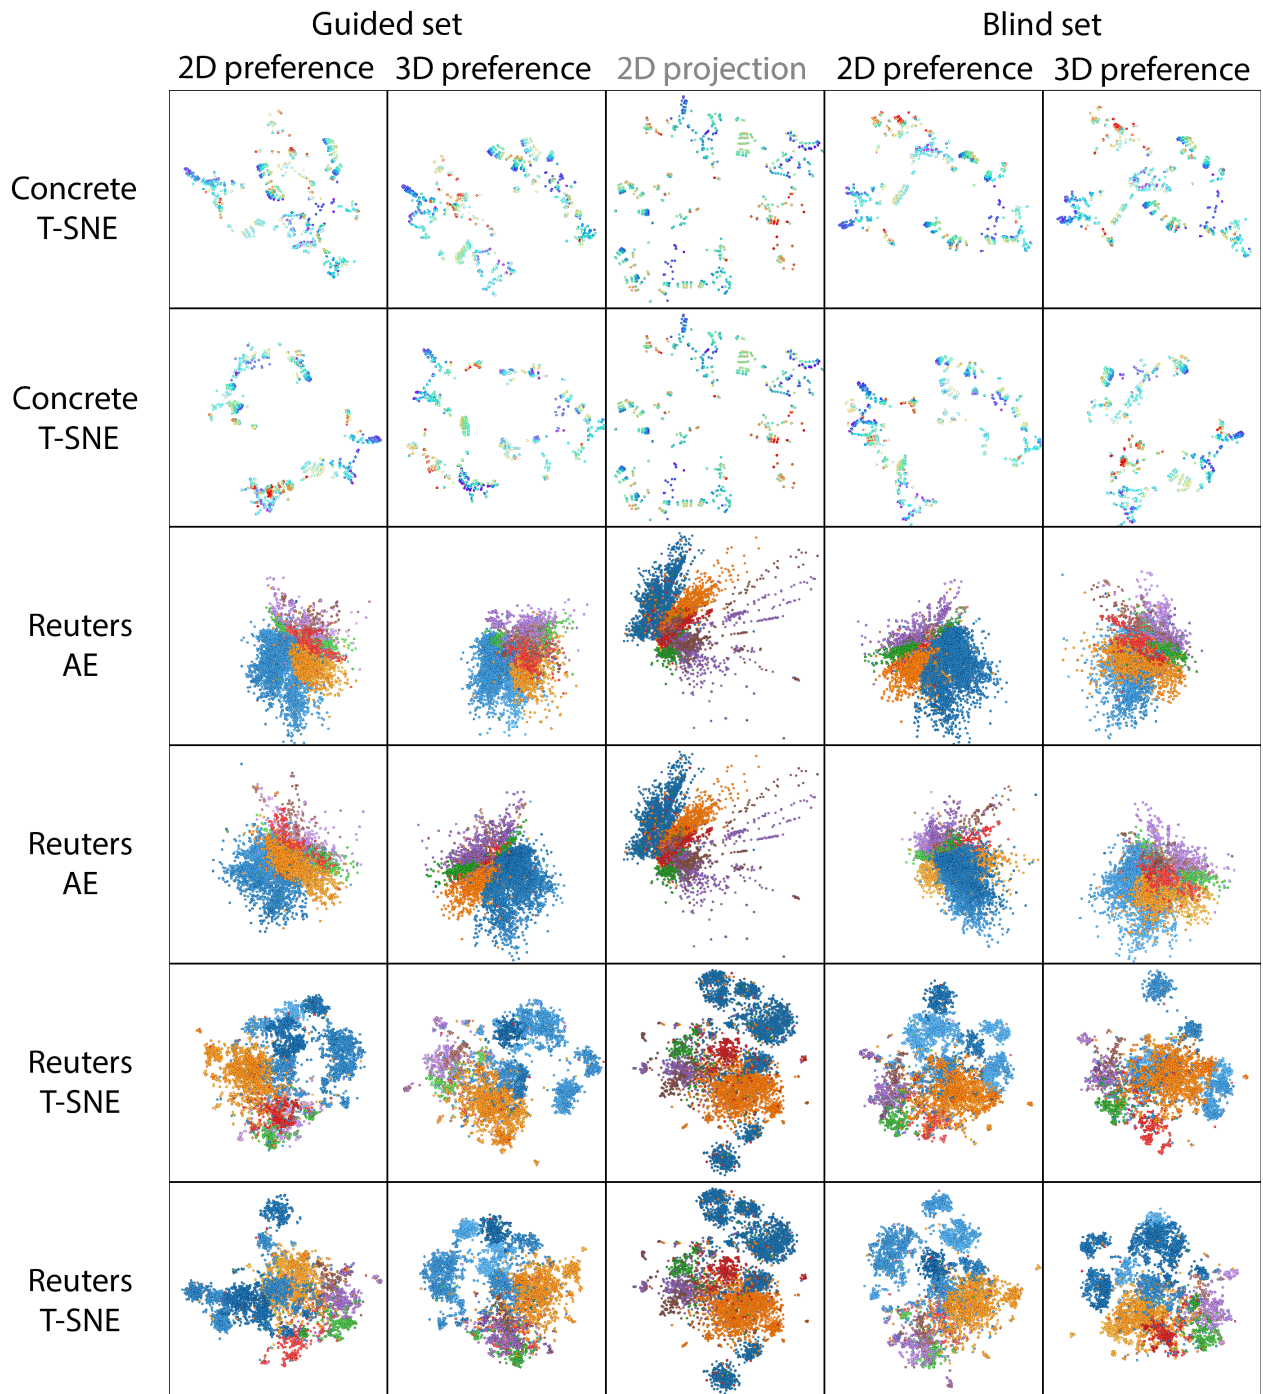 Guided set Blind set
2D preference 3D preference 2D projection 2D preference 3D preference
Concrete
T-SNE
Concrete
T-SNE
Reuters
AE
Reuters
AE
Reuters
T-SNE
Reuters
T-SNE